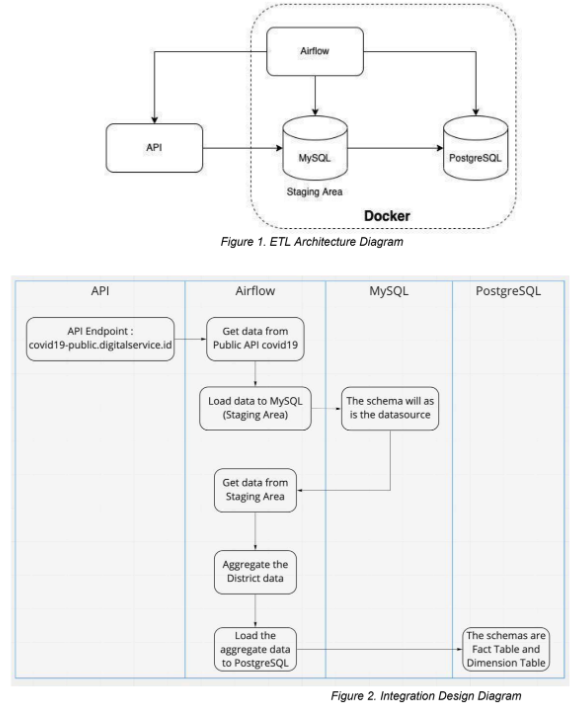 Airflow
API
MySQL
PostgreSQL
Staging Area
Docker
Figure 1. ETL Architecture Diagram
API
Airflow
MySQL
PostgreSQL
API Endpoint :
covid19-public.digitalservice.id
Get data from
Public API covid19
Load data to MySQL
(Staging Area)
The schema will as
is the datasource
Get data from
Staging Area
Aggregate the
District data
Load the
aggregate data
to PostgreSQL
The schemas are
Fact Table and
Dimension Table
Figure 2. Integration Design Diagram